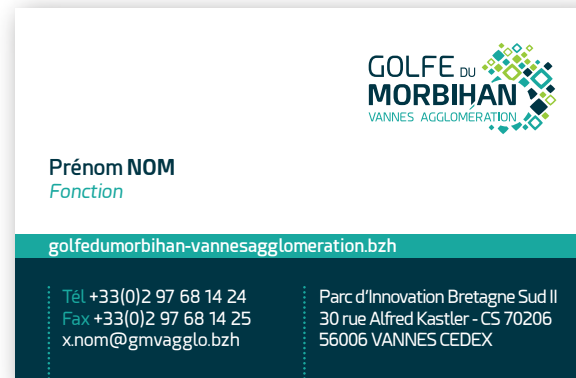 GOLFE DU
MORBIHAN
VANNES AGGLOMÉRATION
Prénom NOM
Fonction
golfedumorbihan-vannesagglomeration.bzh
Tél +33(0)2 97 68 14 24
Fax +33(0)2 97 68 14 25
x.nom@gmvagglo.bzh
Parc d'Innovation Bretagne Sud II
30 rue Alfred Kastler - CS 70206
56006 VANNES CEDEX